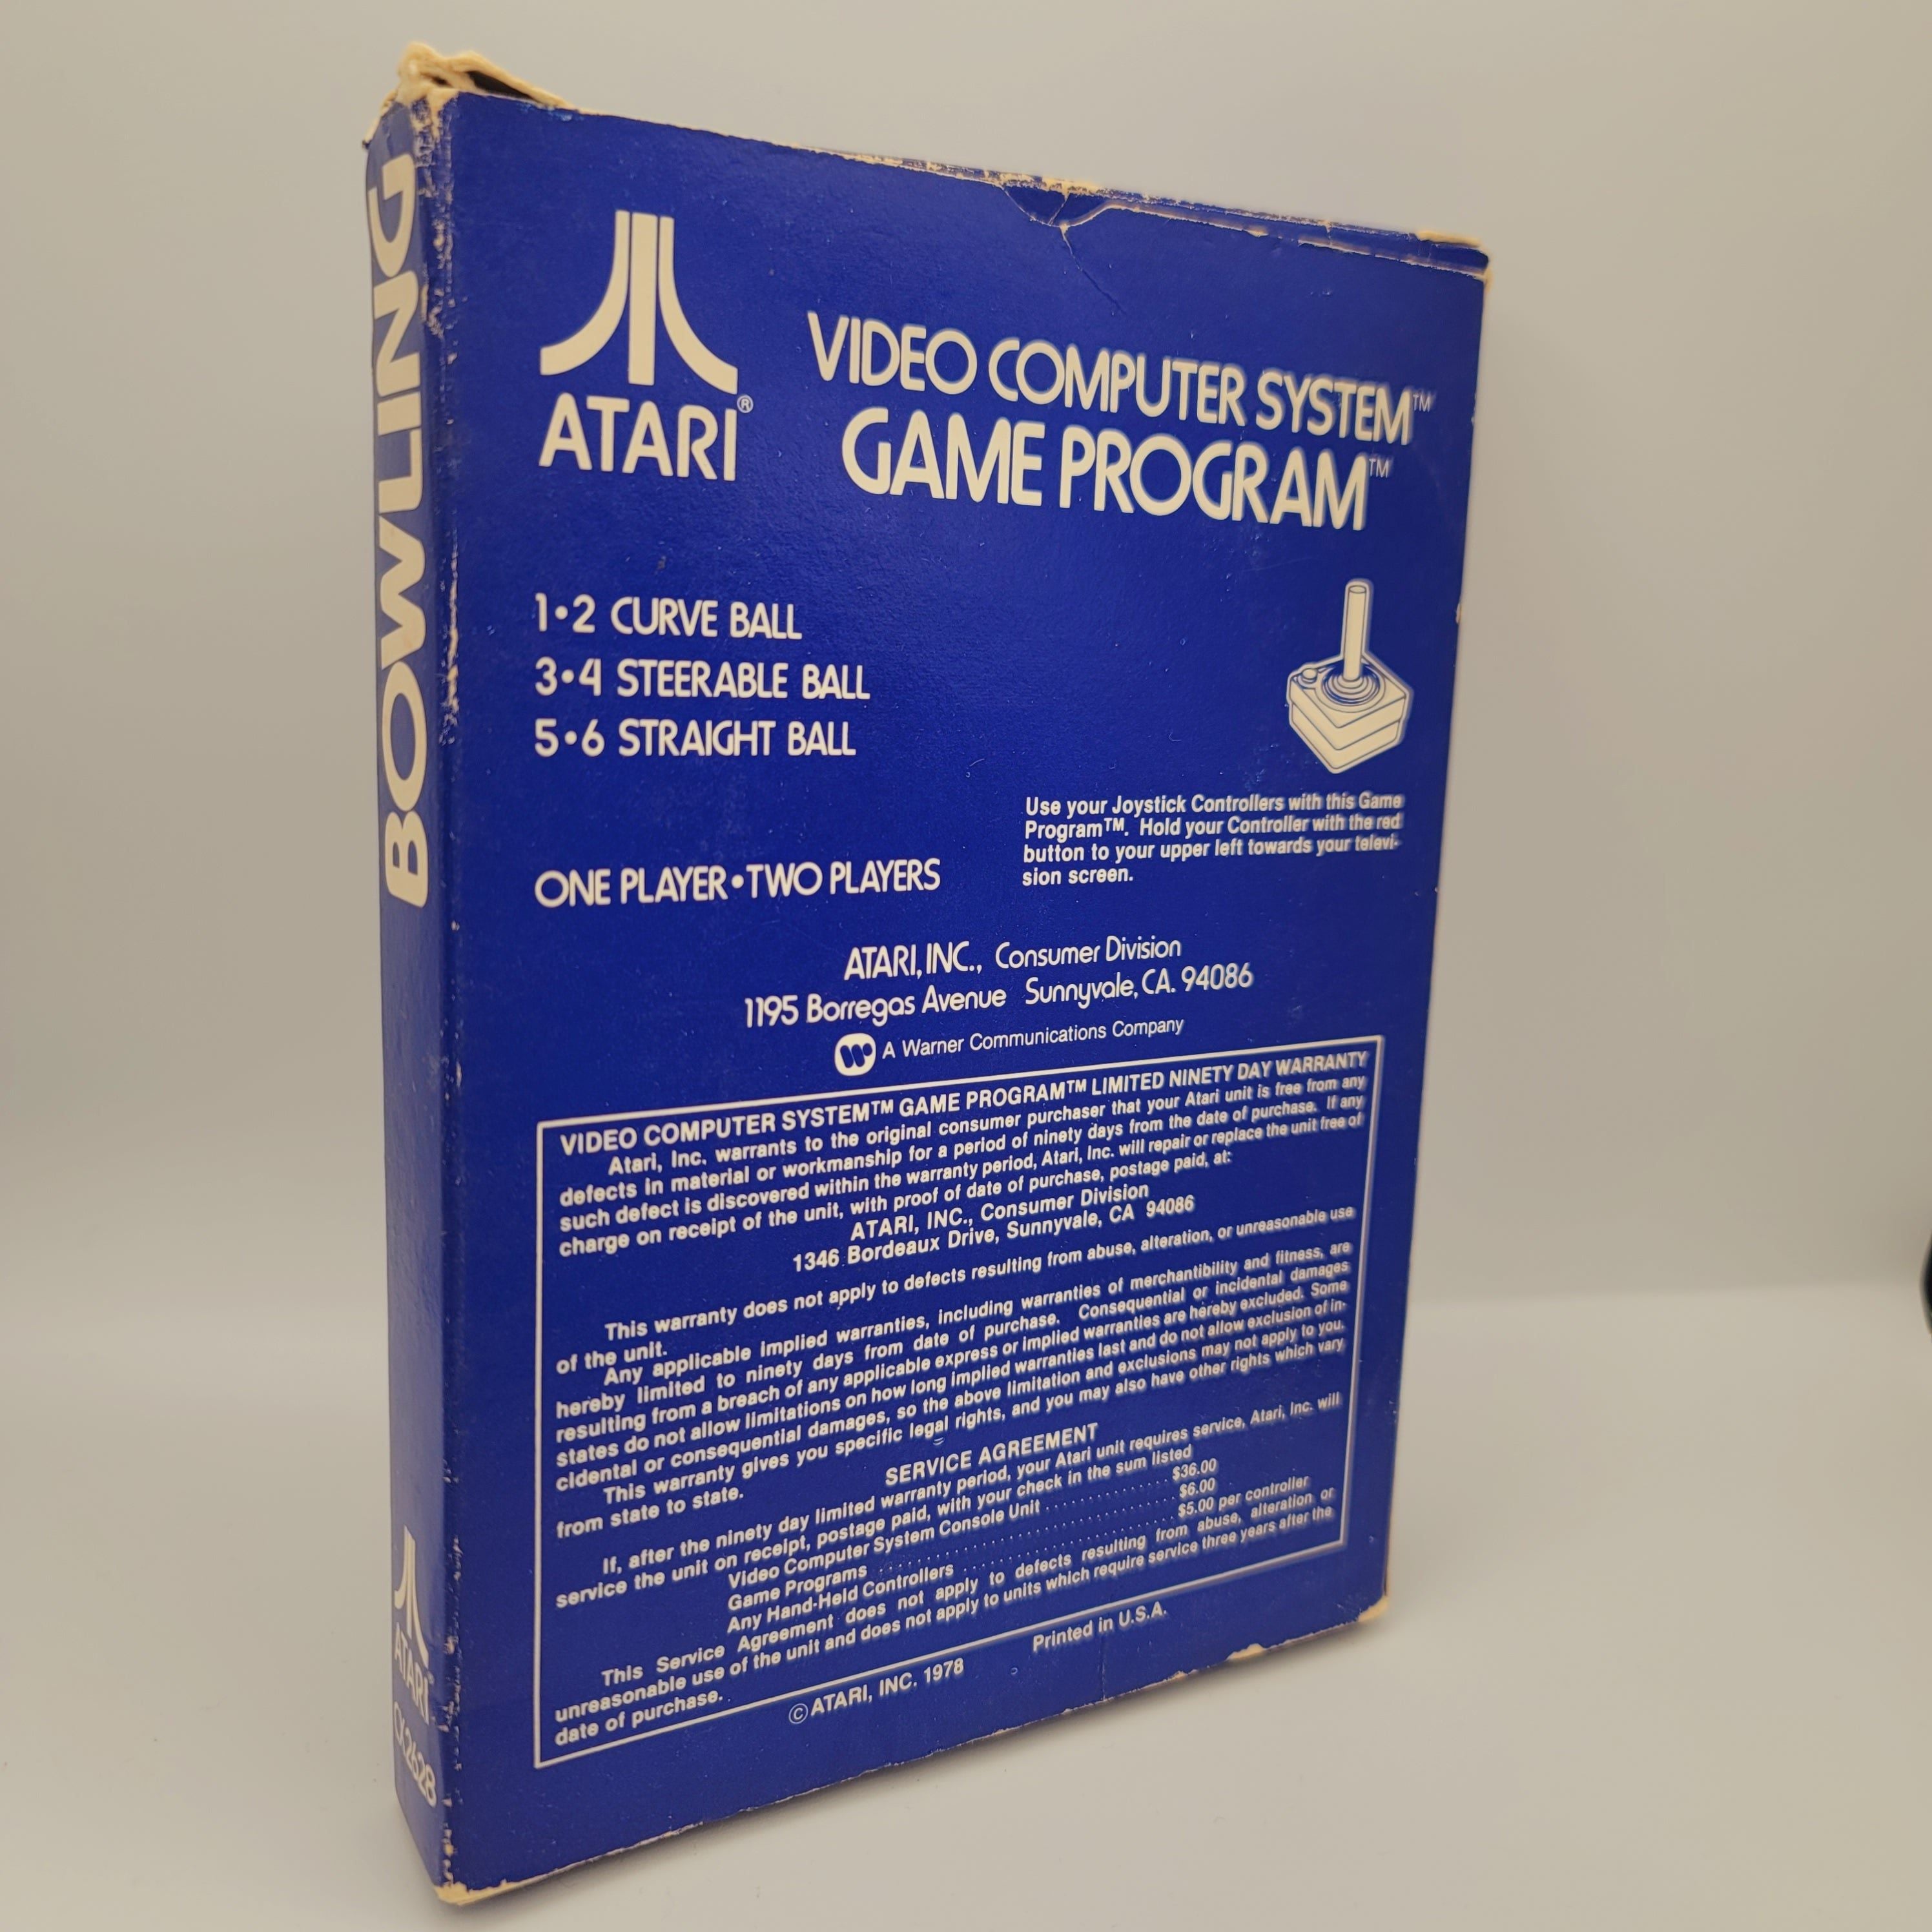 BOWLING
ATARI
CX2628
ATARI®
VIDEO COMPUTER SYSTEM™
GAME PROGRAM™
1•2 CURVE BALL
3•4 STEERABLE BALL
5•6 STRAIGHT BALL
Use your Joystick Controllers with this Game
Program™. Hold your Controller with the red
button to your upper left towards your televi-
sion screen.
ONE PLAYER•TWO PLAYERS
ATARI, INC., Consumer Division
1195 Borregas Avenue Sunnyvale, CA. 94086
A Warner Communications Company
VIDEO COMPUTER SYSTEM™ GAME PROGRAM™ LIMITED NINETY DAY WARRANTY
Atari, Inc. warrants to the original consumer purchaser that your Atari unit is free from any
defects in material or workmanship for a period of ninety days from the date of purchase. If any
such defect is discovered within the warranty period, Atari, Inc. will repair or replace the unit free of
charge on receipt of the unit, with proof of date of purchase, postage paid, at:
ATARI, INC., Consumer Division
1346 Bordeaux Drive, Sunnyvale, CA 94086
This warranty does not apply to defects resulting from abuse, alteration, or unreasonable use
of the unit.
Any applicable implied warranties, including warranties of merchantibility and fitness, are
hereby limited to ninety days from date of purchase. Consequential or incidental damages
resulting from a breach of any applicable express or implied warranties are hereby excluded. Some
states do not allow limitations on how long implied warranties last and do not allow exclusion of in-
cidental or consequential damages, so the above limitation and exclusions may not apply to you.
This warranty gives you specific legal rights, and you may also have other rights which vary
from state to state.
SERVICE AGREEMENT
If, after the ninety day limited warranty period, your Atari unit requires service, Atari, Inc. will
service the unit on receipt, postage paid, with your check in the sum listed
Video Computer System Console Unit . . . . . . . . . . . . . . $36.00
Game Programs . . . . . . . . . . . . . . . . . . . . . . . . . . . . $6.00
Any Hand-Held Controllers . . . . . . . . . . . . . . . . . . . . . $5.00 per controller
This Service Agreement does not apply to defects resulting from abuse, alteration or
unreasonable use of the unit and does not apply to units which require service three years after the
date of purchase.
© ATARI, INC. 1978 Printed in U.S.A.